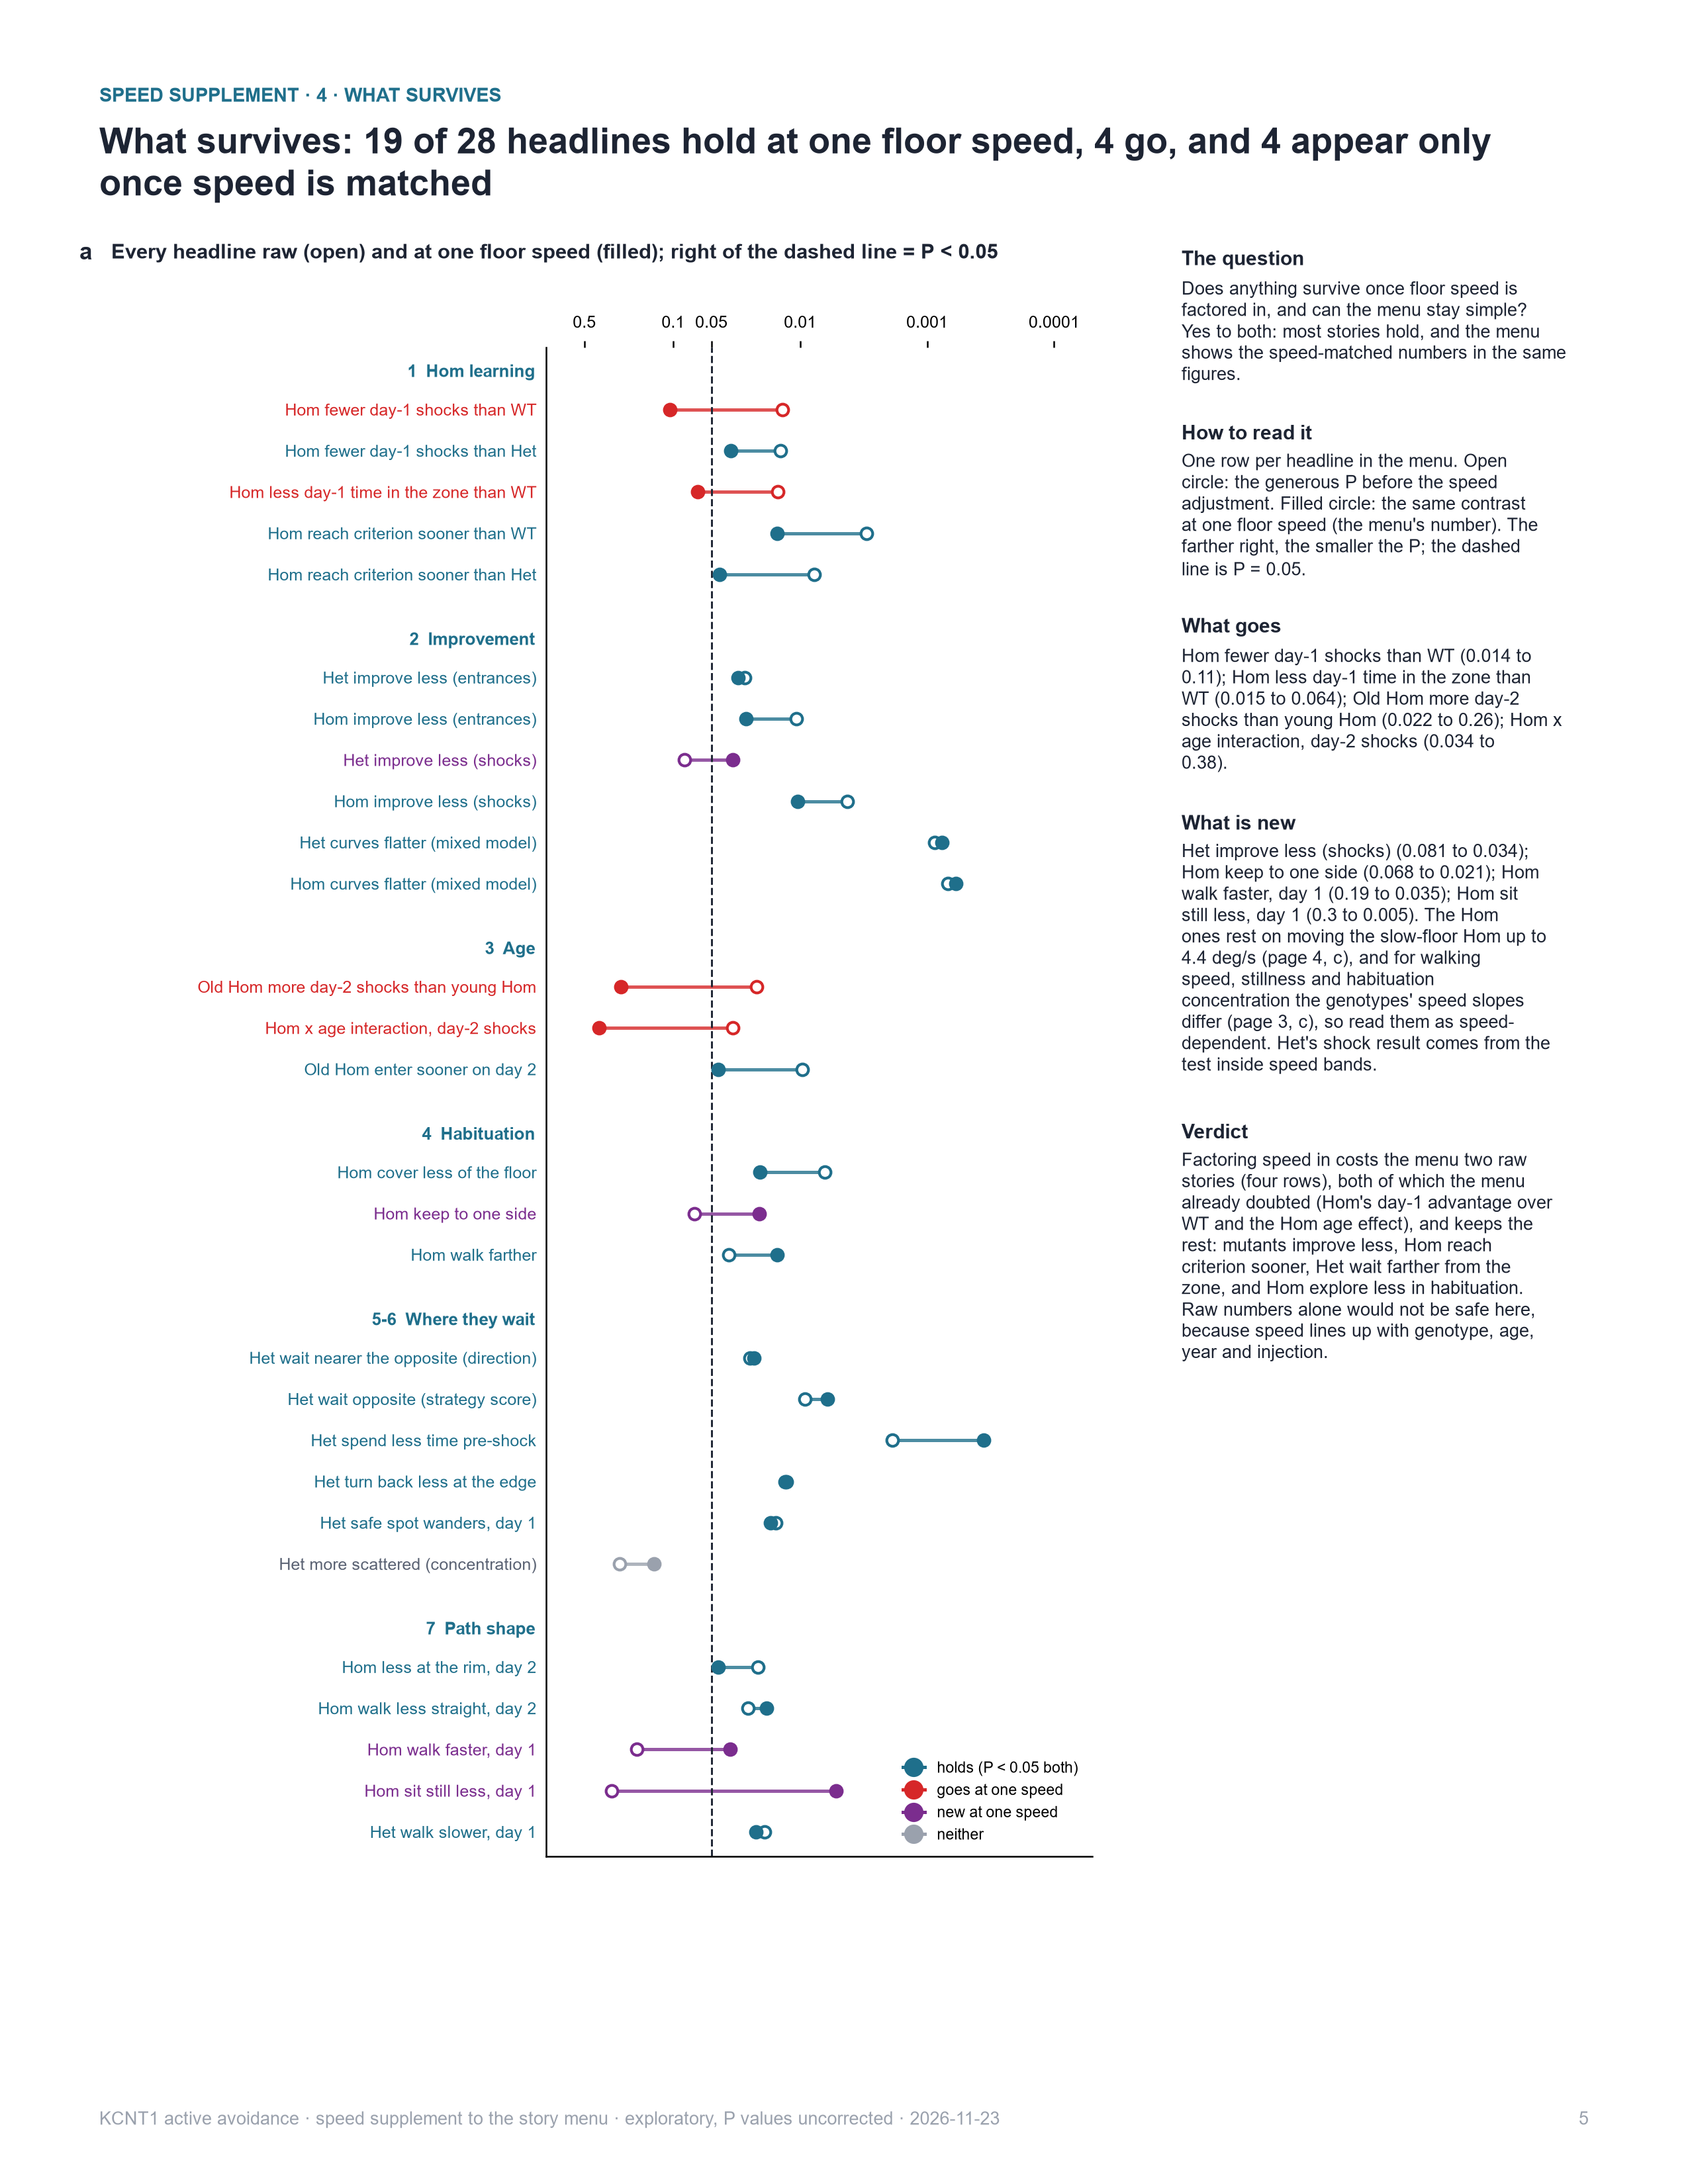 SPEED SUPPLEMENT · 4 · WHAT SURVIVES
What survives: 19 of 28 headlines hold at one floor speed, 4 go, and 4 appear only
once speed is matched
a Every headline raw (open) and at one floor speed (filled); right of the dashed line = P < 0.05
0.5 0.1 0.05 0.01 0.001 0.0001
1 Hom learning
Hom fewer day-1 shocks than WT
Hom fewer day-1 shocks than Het
Hom less day-1 time in the zone than WT
Hom reach criterion sooner than WT
Hom reach criterion sooner than Het
2 Improvement
Het improve less (entrances)
Hom improve less (entrances)
Het improve less (shocks)
Hom improve less (shocks)
Het curves flatter (mixed model)
Hom curves flatter (mixed model)
3 Age
Old Hom more day-2 shocks than young Hom
Hom x age interaction, day-2 shocks
Old Hom enter sooner on day 2
4 Habituation
Hom cover less of the floor
Hom keep to one side
Hom walk farther
5-6 Where they wait
Het wait nearer the opposite (direction)
Het wait opposite (strategy score)
Het spend less time pre-shock
Het turn back less at the edge
Het safe spot wanders, day 1
Het more scattered (concentration)
7 Path shape
Hom less at the rim, day 2
Hom walk less straight, day 2
Hom walk faster, day 1
Hom sit still less, day 1
Het walk slower, day 1
holds (P < 0.05 both)
goes at one speed
new at one speed
neither
The question
Does anything survive once floor speed is
factored in, and can the menu stay simple?
Yes to both: most stories hold, and the menu
shows the speed-matched numbers in the same
figures.
How to read it
One row per headline in the menu. Open
circle: the generous P before the speed
adjustment. Filled circle: the same contrast
at one floor speed (the menu's number). The
farther right, the smaller the P; the dashed
line is P = 0.05.
What goes
Hom fewer day-1 shocks than WT (0.014 to
0.11); Hom less day-1 time in the zone than
WT (0.015 to 0.064); Old Hom more day-2
shocks than young Hom (0.022 to 0.26); Hom x
age interaction, day-2 shocks (0.034 to
0.38).
What is new
Het improve less (shocks) (0.081 to 0.034);
Hom keep to one side (0.068 to 0.021); Hom
walk faster, day 1 (0.19 to 0.035); Hom sit
still less, day 1 (0.3 to 0.005). The Hom
ones rest on moving the slow-floor Hom up to
4.4 deg/s (page 4, c), and for walking
speed, stillness and habituation
concentration the genotypes' speed slopes
differ (page 3, c), so read them as speed-
dependent. Het's shock result comes from the
test inside speed bands.
Verdict
Factoring speed in costs the menu two raw
stories (four rows), both of which the menu
already doubted (Hom's day-1 advantage over
WT and the Hom age effect), and keeps the
rest: mutants improve less, Hom reach
criterion sooner, Het wait farther from the
zone, and Hom explore less in habituation.
Raw numbers alone would not be safe here,
because speed lines up with genotype, age,
year and injection.
KCNT1 active avoidance · speed supplement to the story menu · exploratory, P values uncorrected · 2026-11-23
5